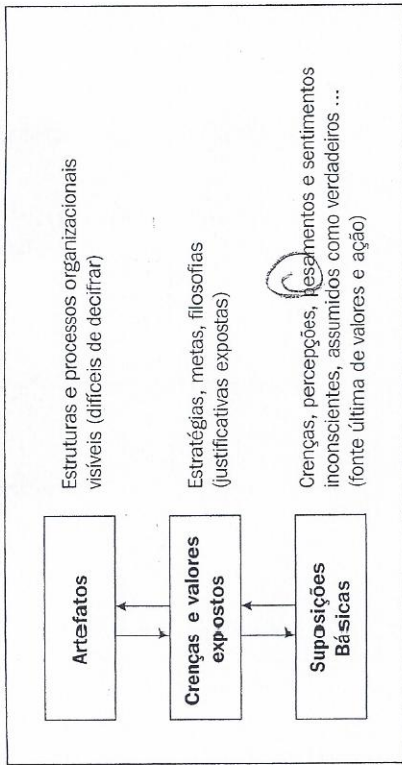 Artefatos
Estruturas e processos organizacionais
visíveis (difíceis de decifrar)
Crenças e valores
expostos
Estratégias, metas, filosofias
(justificativas expostas)
Suposições
Básicas
Crenças, percepções, pesamentos e sentimentos
inconscientes, assumidos como verdadeiros ...
(fonte última de valores e ação)